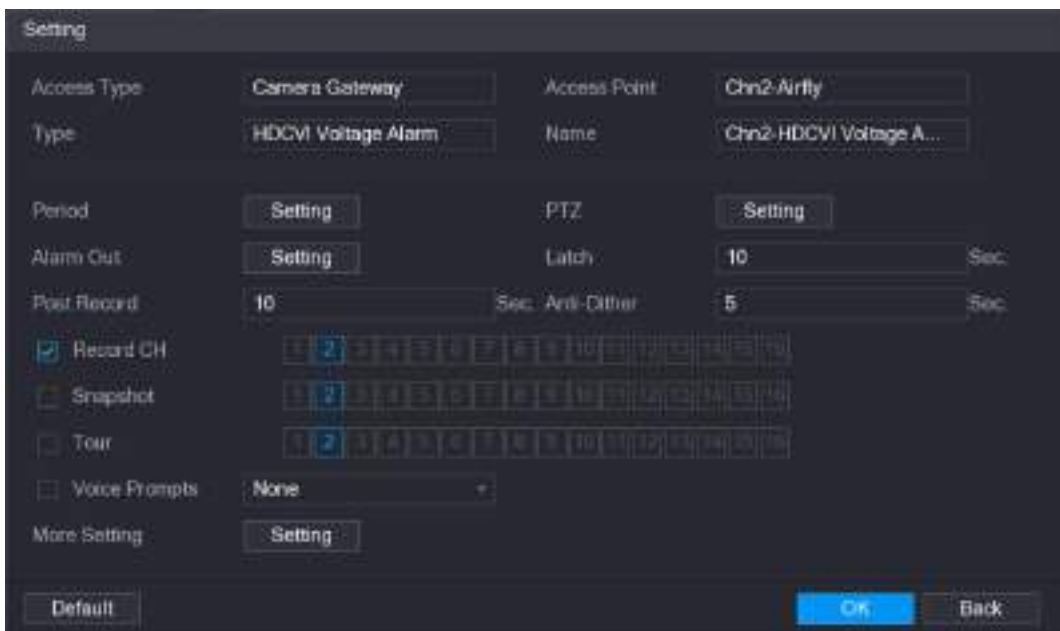 Setting
Access Type Camera Gateway Access Point Chn2-Airfly
Type HDCVI Voltage Alarm Name Chn2-HDCVI Voltage A...
Period Setting PTZ Setting
Alarm Out Setting Latch 10 Sec.
Post Record 10 Sec. Anti-Dither 5 Sec.
Record CH 1 2 3 4 5 6 7 8 9 10 11 12 13 14 15 16
Snapshot 1 2 3 4 5 6 7 8 9 10 11 12 13 14 15 16
Tour 1 2 3 4 5 6 7 8 9 10 11 12 13 14 15 16
Voice Prompts None
More Setting Setting
Default OK Back